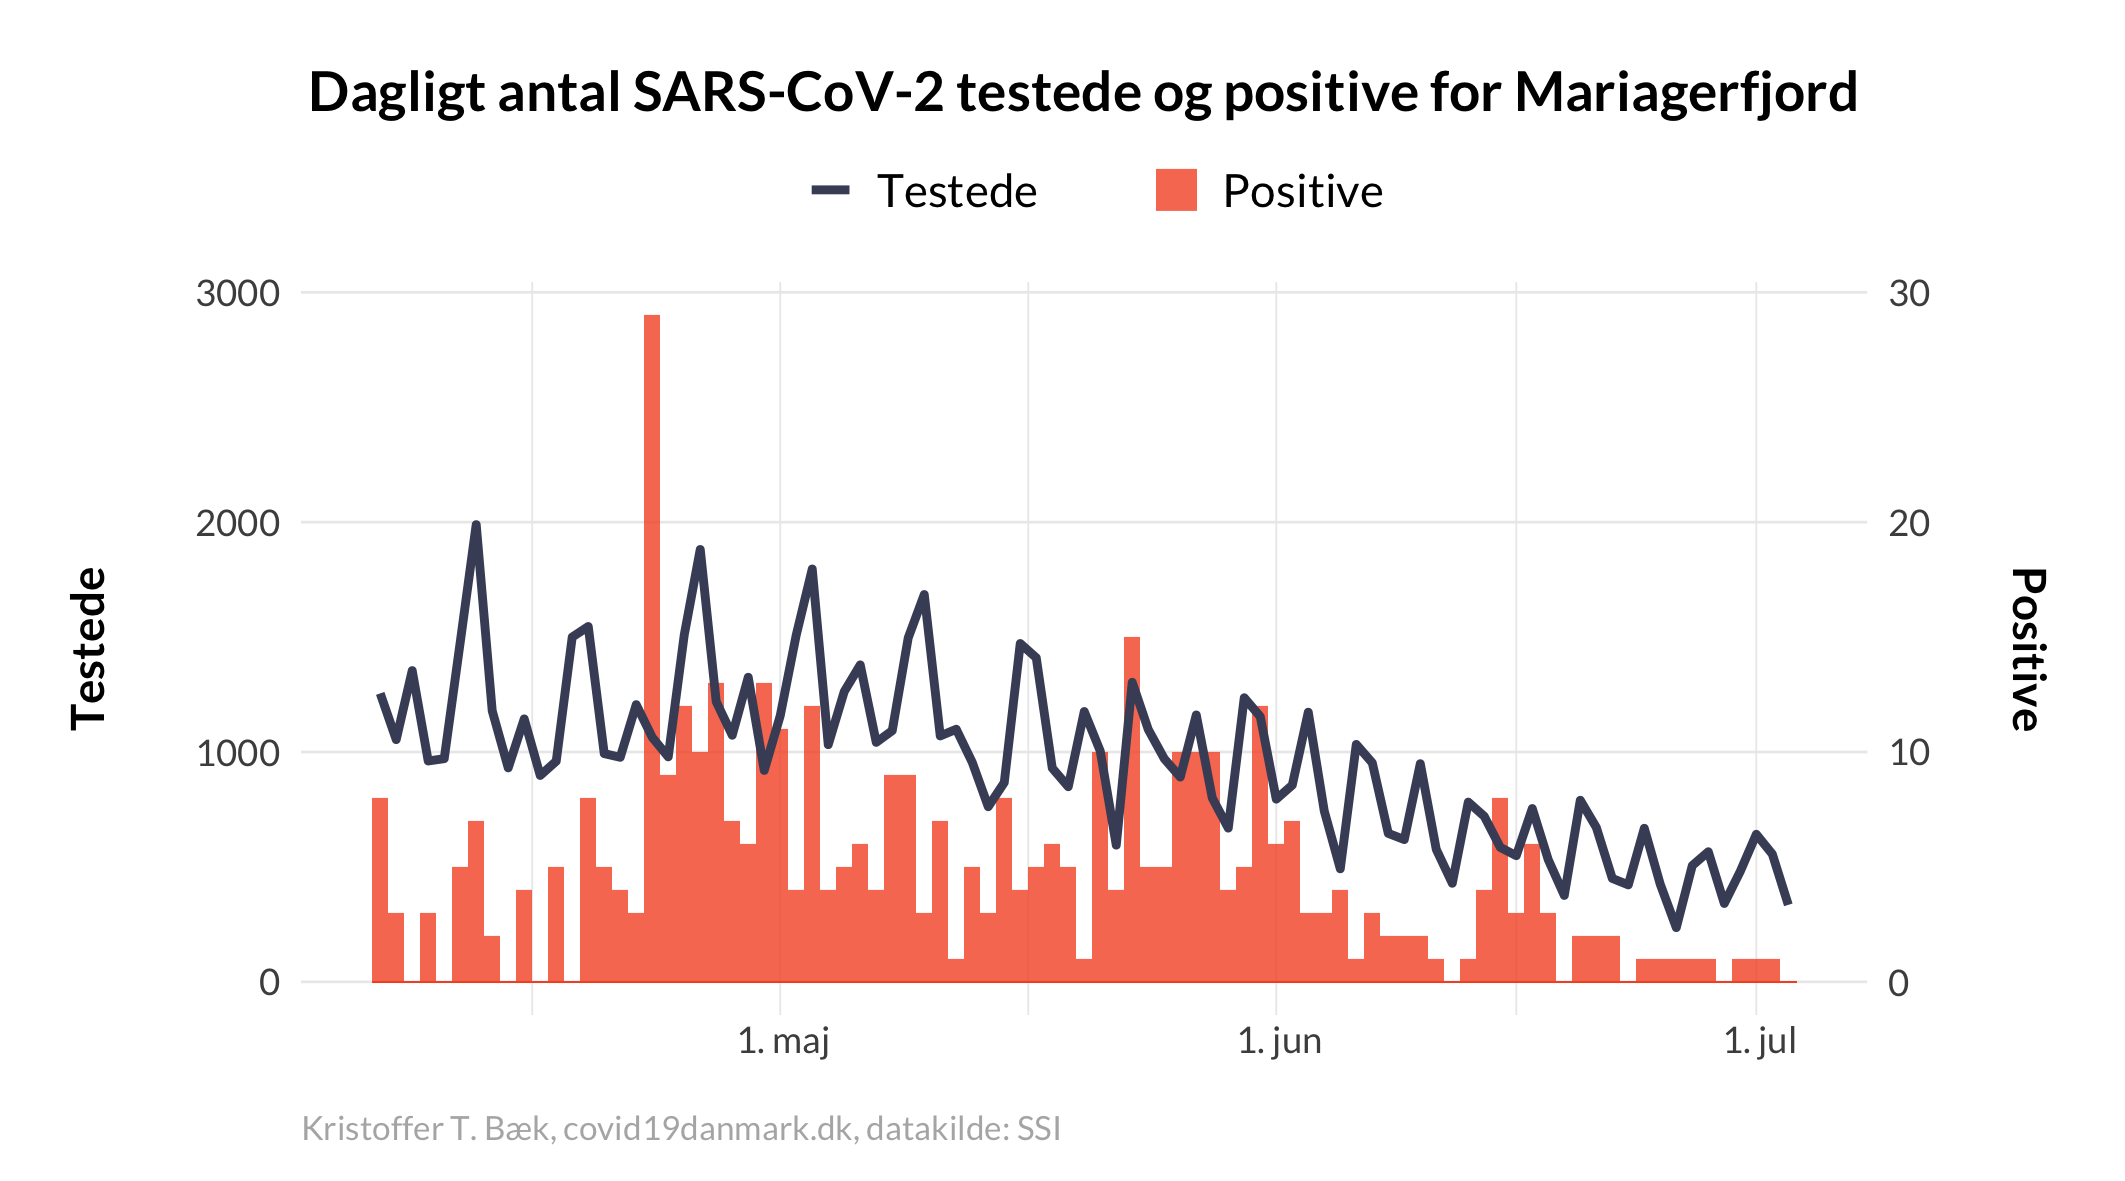 Dagligt antal SARS-CoV-2 testede og positive for Mariagerfjord
Testede
Positive
3000
2000
1000
0
Testede
30
20
10
0
Positive
1. maj
1. jun
1. jul
Kristoffer T. Bæk, covid19danmark.dk, datakilde: SSI